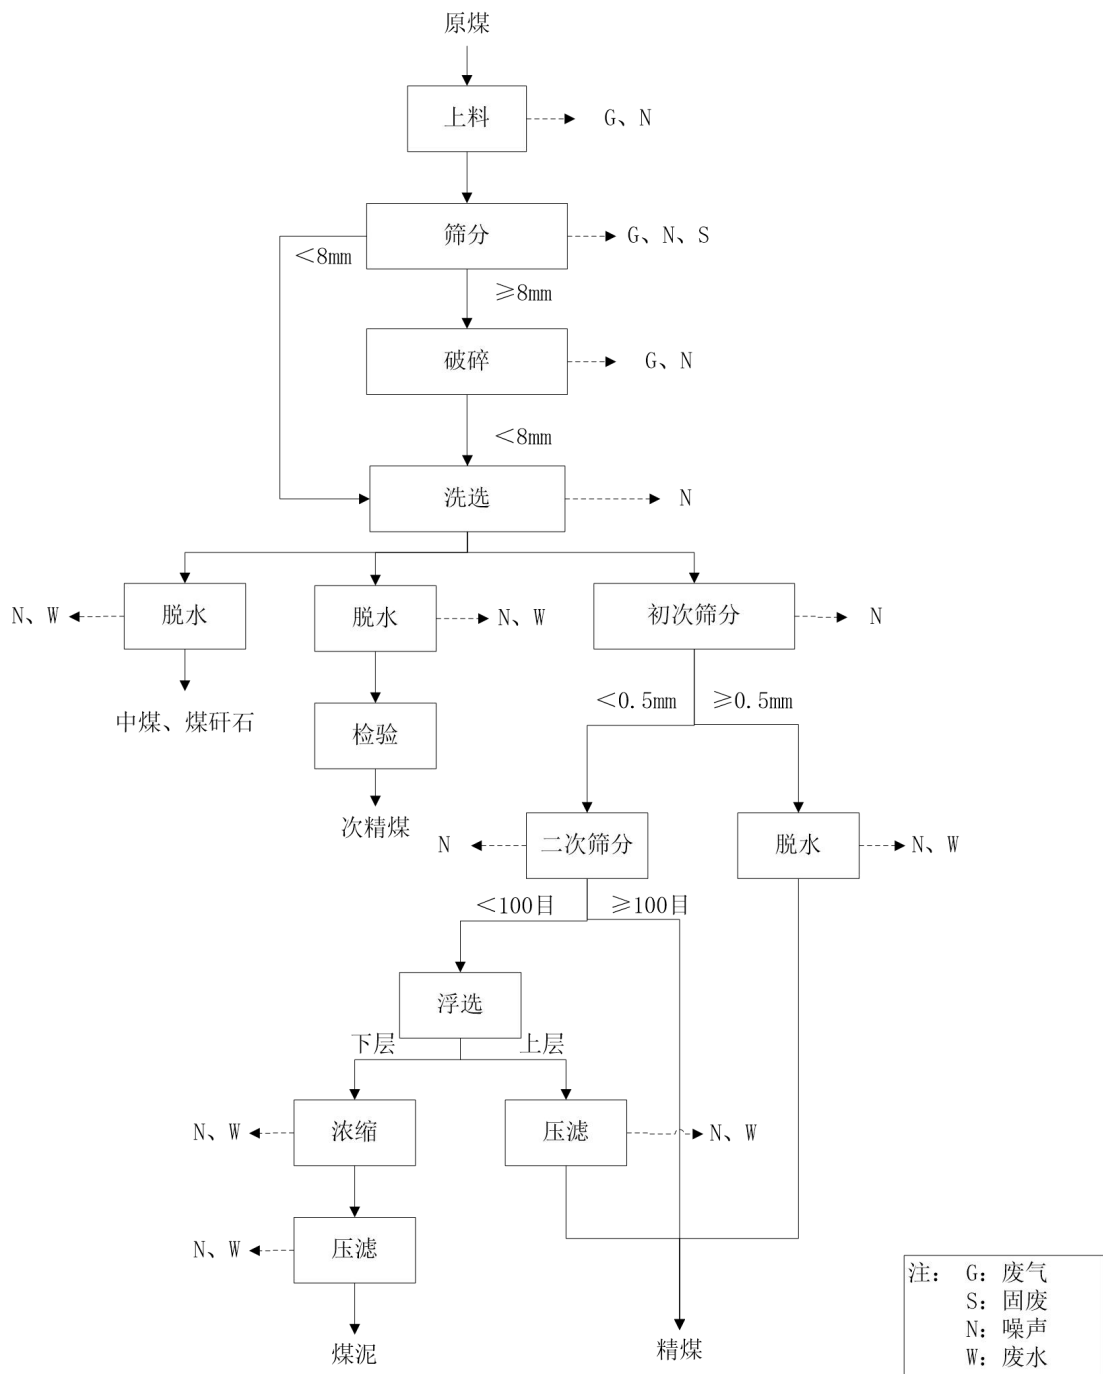 原煤
上料
G、N
筛分
G、N、S
<8mm
≥8mm
破碎
G、N
<8mm
洗选
N
N、W
脱水
脱水
N、W
初次筛分
N
中煤、煤矸石
检验
<0.5mm
≥0.5mm
次精煤
N
二次筛分
脱水
N、W
<100目
≥100目
浮选
下层
上层
N、W
浓缩
压滤
N、W
N、W
压滤
煤泥
精煤
注: G: 废气
S: 固废
N: 噪声
W: 废水